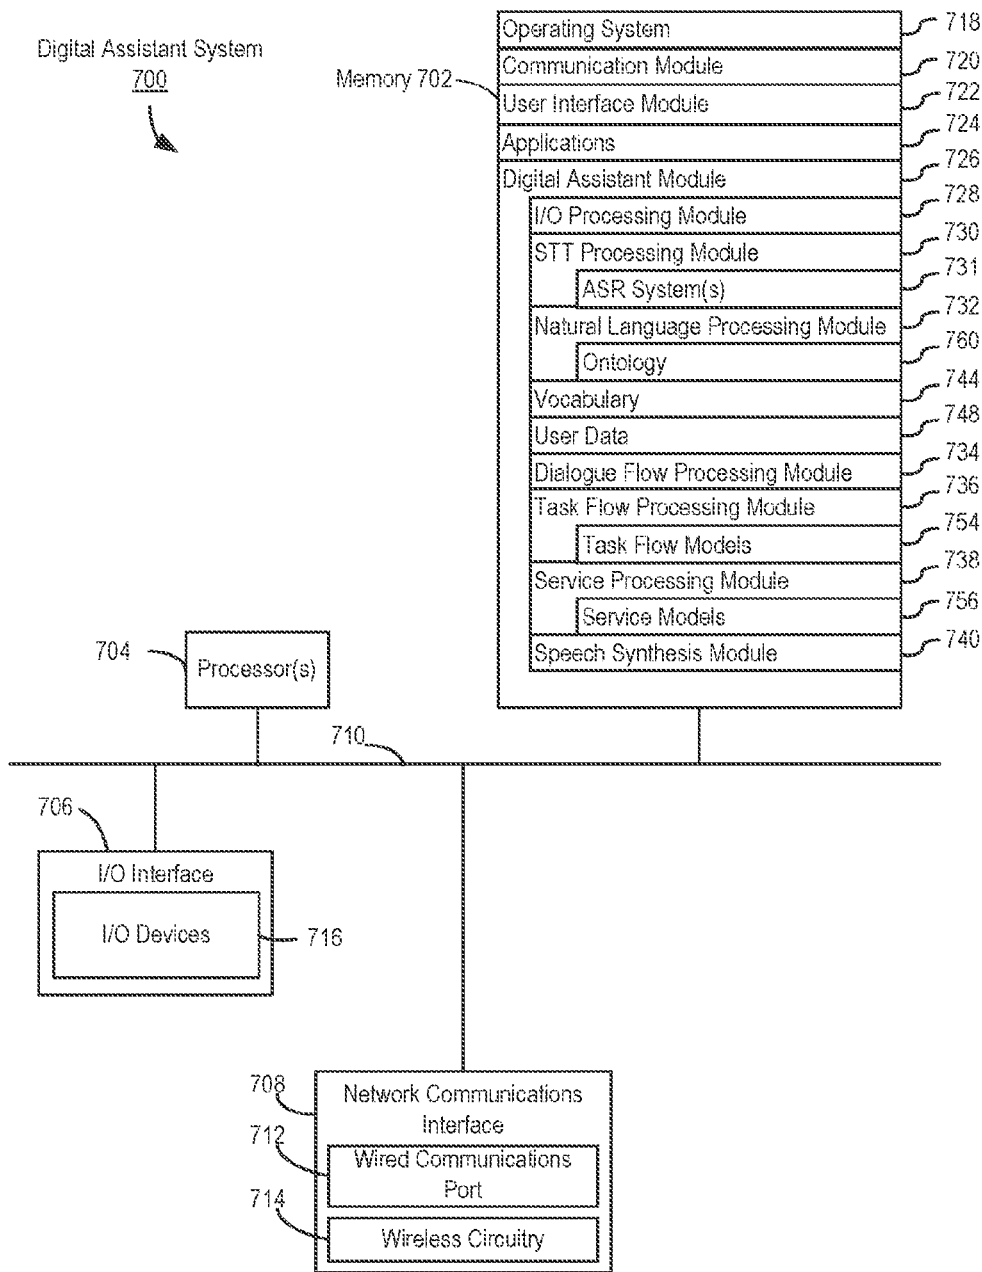 Digital Assistant System
700
Memory 702
Operating System 718
Communication Module 720
User Interface Module 722
Applications 724
Digital Assistant Module 726
I/O Processing Module 728
STT Processing Module 730
ASR System(s) 731
Natural Language Processing Module 732
Ontology 760
Vocabulary 744
User Data 748
Dialogue Flow Processing Module 734
Task Flow Processing Module 736
Task Flow Models 754
Service Processing Module 738
Service Models 756
Speech Synthesis Module 740
704
Processor(s)
710
706
I/O Interface
I/O Devices
716
708
Network Communications
Interface
712
Wired Communications
Port
714
Wireless Circuitry